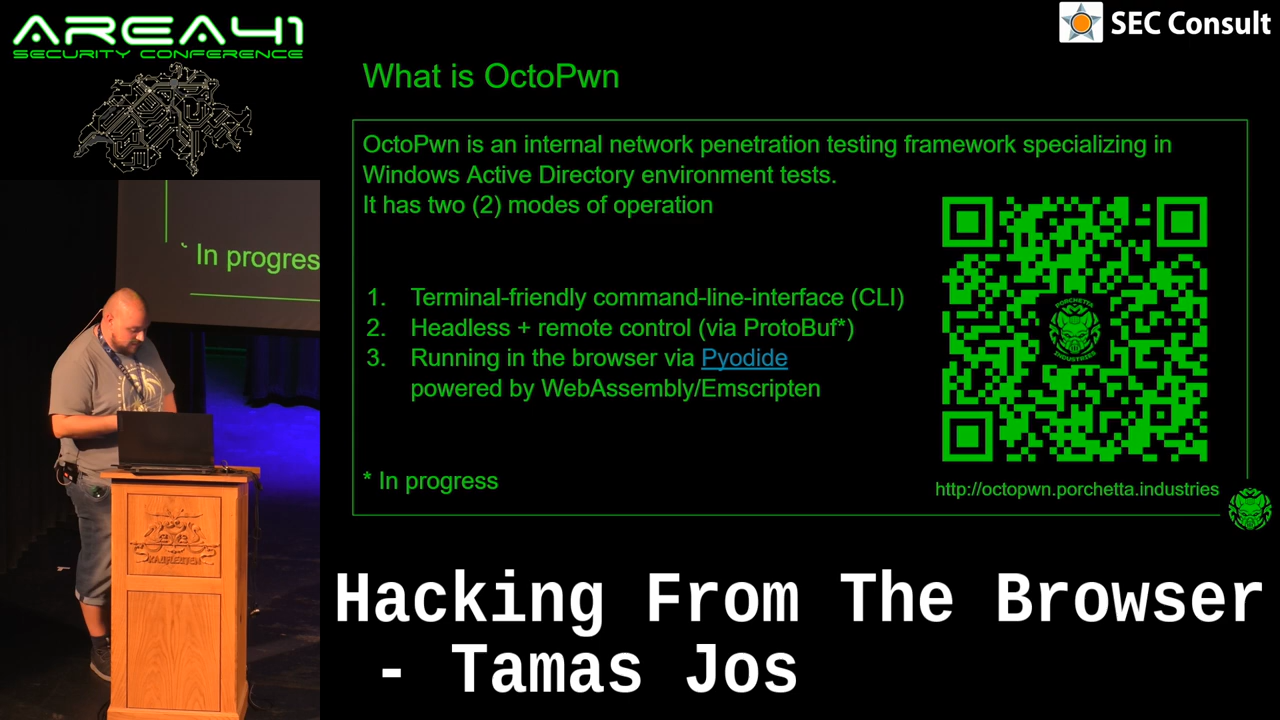 AREA41
SECURITY CONFERENCE
SEC Consult
What is OctoPwn
OctoPwn is an internal network penetration testing framework specializing in
Windows Active Directory environment tests.
It has two (2) modes of operation
1. Terminal-friendly command-line-interface (CLI)
2. Headless + remote control (via ProtoBuf*)
3. Running in the browser via Pyodide
powered by WebAssembly/Emscripten
* In progress
PORCHETTA
INDUSTRIES
http://octopwn.porchetta.industries
* In progres
Hacking From The Browser
- Tamas Jos